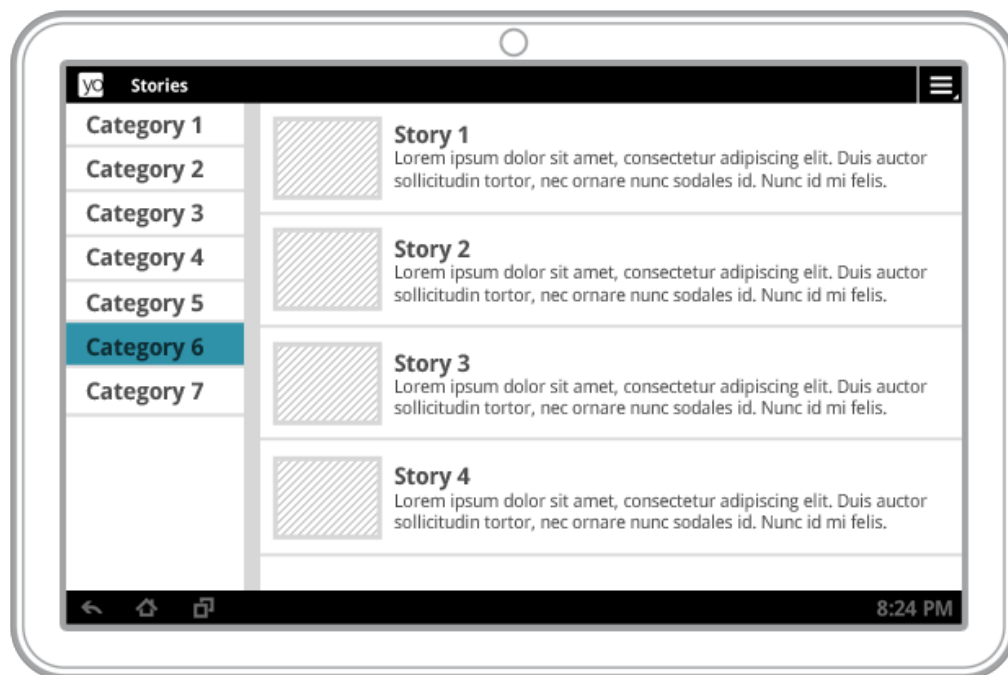 yo Stories
Category 1
Category 2
Category 3
Category 4
Category 5
Category 6
Category 7
Story 1
Lorem ipsum dolor sit amet, consectetur adipiscing elit. Duis auctor
sollicitudin tortor, nec ornare nunc sodales id. Nunc id mi felis.
Story 2
Lorem ipsum dolor sit amet, consectetur adipiscing elit. Duis auctor
sollicitudin tortor, nec ornare nunc sodales id. Nunc id mi felis.
Story 3
Lorem ipsum dolor sit amet, consectetur adipiscing elit. Duis auctor
sollicitudin tortor, nec ornare nunc sodales id. Nunc id mi felis.
Story 4
Lorem ipsum dolor sit amet, consectetur adipiscing elit. Duis auctor
sollicitudin tortor, nec ornare nunc sodales id. Nunc id mi felis.
8:24 PM